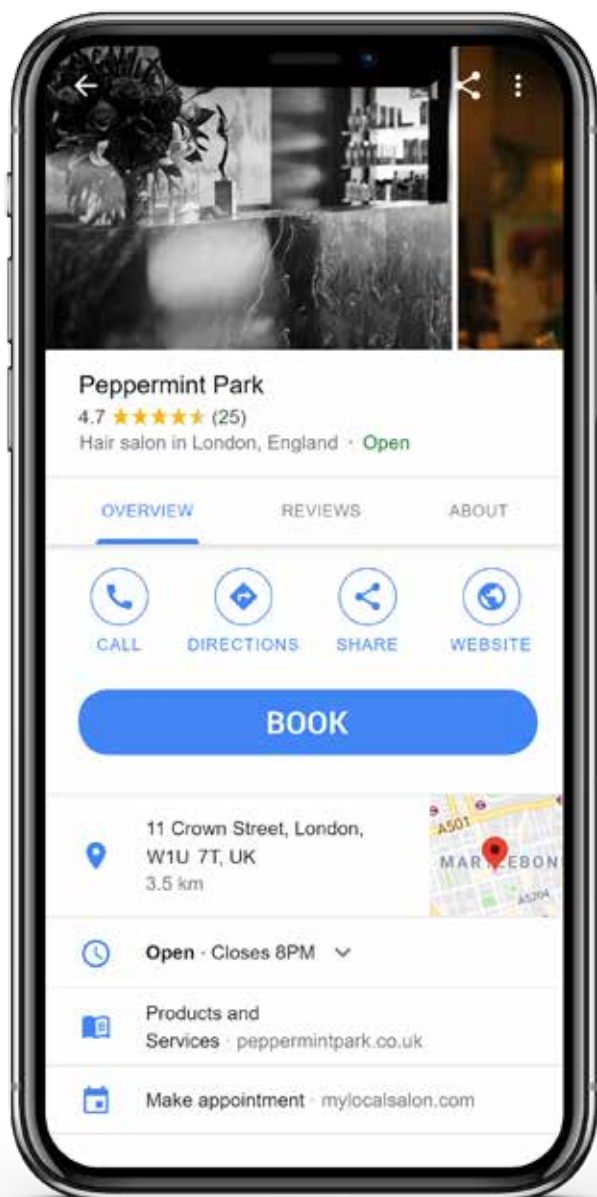 Peppermint Park
4.7 ★★★★★ (25)
Hair salon in London, England · Open
OVERVIEW REVIEWS ABOUT
CALL DIRECTIONS SHARE WEBSITE
BOOK
11 Crown Street, London,
W1U 7T, UK
3.5 km
A501
MARYLEBON
A5204
Open · Closes 8PM
Products and
Services · peppermintpark.co.uk
Make appointment · mylocalsalon.com